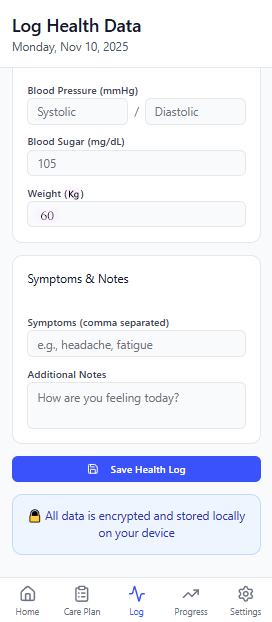 Log Health Data
Monday, Nov 10, 2025
Blood Pressure (mmHg)
Systolic / Diastolic
Blood Sugar (mg/dL)
105
Weight (Kg)
60
Symptoms & Notes
Symptoms (comma separated)
e.g., headache, fatigue
Additional Notes
How are you feeling today?
Save Health Log
🔒 All data is encrypted and stored locally
on your device
Home Care Plan Log Progress Settings